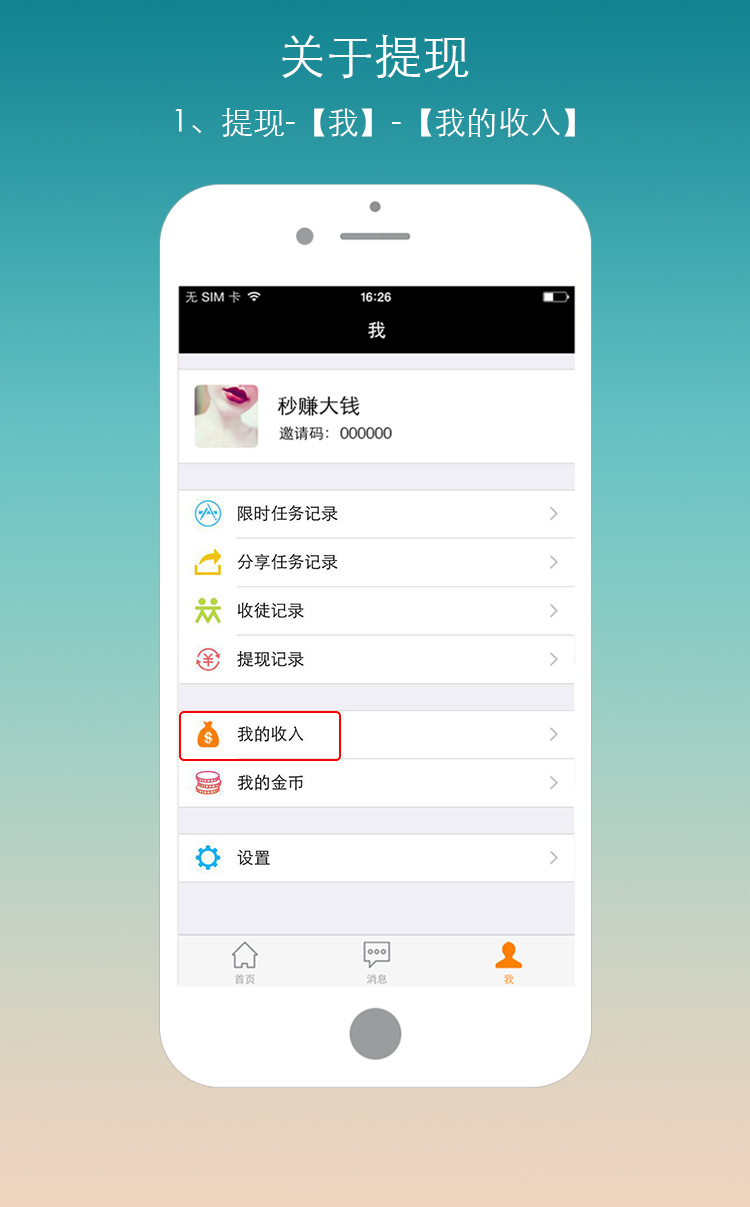 关于提现
1、提现-【我】-【我的收入】
无 SIM 卡 16:26
我
秒赚大钱
邀请码：000000
限时任务记录
分享任务记录
收徒记录
提现记录
我的收入
我的金币
设置
首页 消息 我